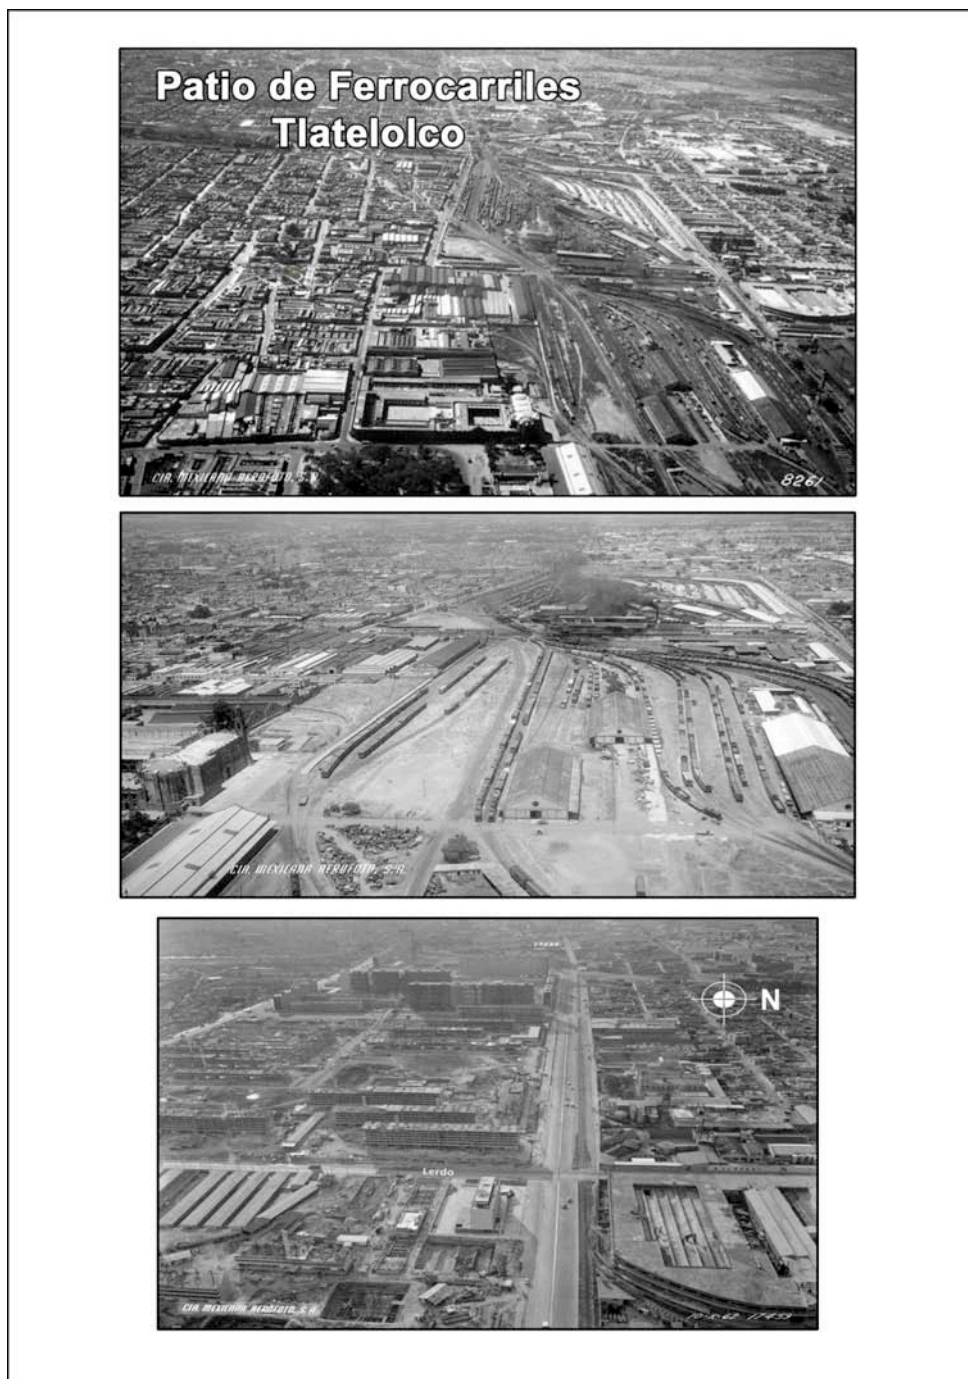 Patio de Ferrocarriles
Tlatelolco
CIA. MEXICANA AEROFOTO, S.A.
8261
CIA. MEXICANA AEROFOTO, S.A.
N
Lerdo
CIA. MEXICANA AEROFOTO, S.A.